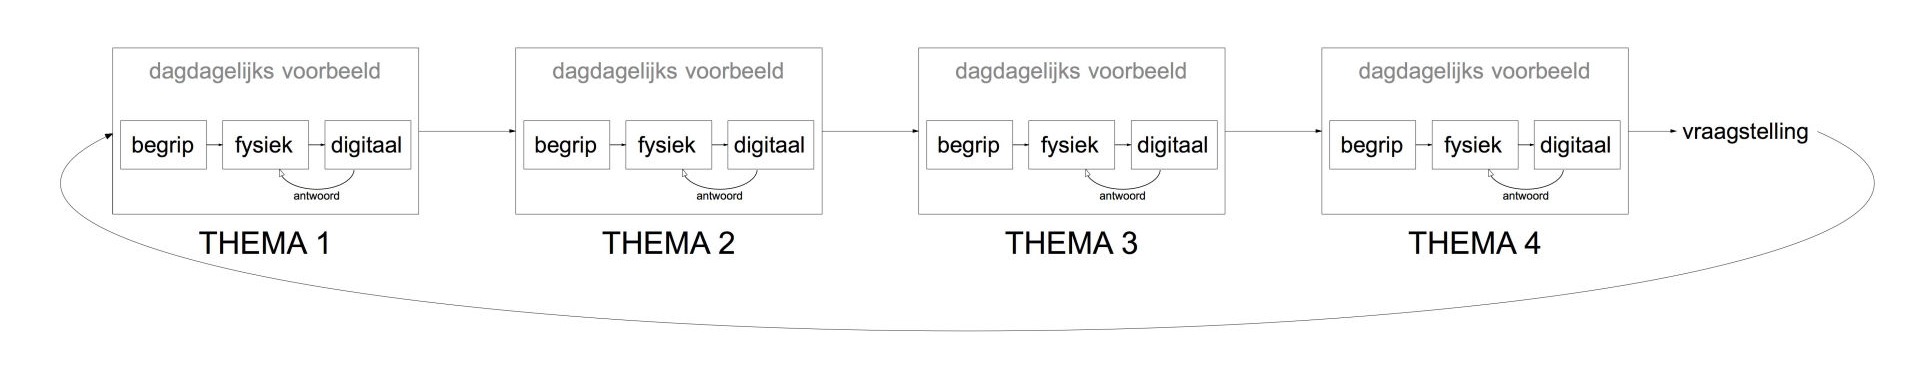 dagdagelijks voorbeeld
begrip
fysiek
digitaal
antwoord
THEMA 1
dagdagelijks voorbeeld
begrip
fysiek
digitaal
antwoord
THEMA 2
dagdagelijks voorbeeld
begrip
fysiek
digitaal
antwoord
THEMA 3
dagdagelijks voorbeeld
begrip
fysiek
digitaal
antwoord
THEMA 4
vraagstelling